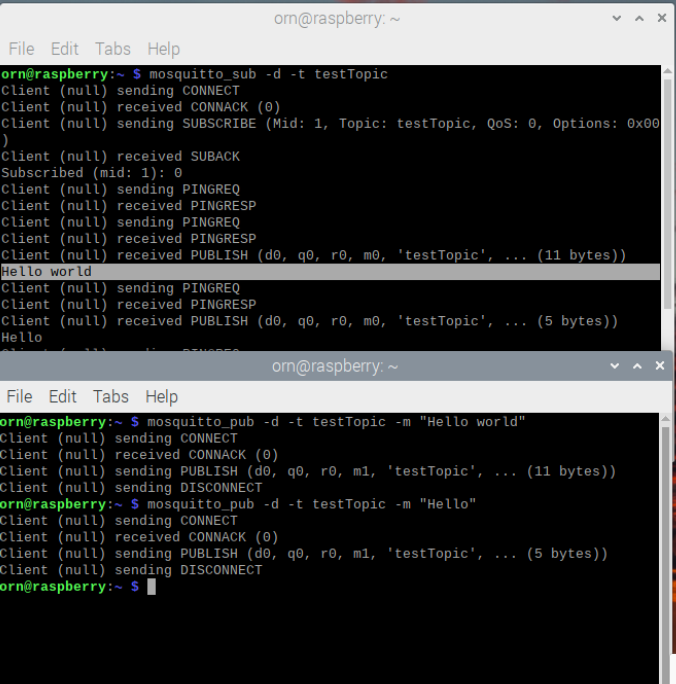 orn@raspberry: ~
File Edit Tabs Help
orn@raspberry:~ $ mosquitto_sub -d -t testTopic
Client (null) sending CONNECT
Client (null) received CONNACK (0)
Client (null) sending SUBSCRIBE (Mid: 1, Topic: testTopic, QoS: 0, Options: 0x00
)
Client (null) received SUBACK
Subscribed (mid: 1): 0
Client (null) sending PINGREQ
Client (null) received PINGRESP
Client (null) sending PINGREQ
Client (null) received PINGRESP
Client (null) received PUBLISH (d0, q0, r0, m0, 'testTopic', ... (11 bytes))
Hello world
Client (null) sending PINGREQ
Client (null) received PINGRESP
Client (null) received PUBLISH (d0, q0, r0, m0, 'testTopic', ... (5 bytes))
Hello
orn@raspberry: ~
File Edit Tabs Help
orn@raspberry:~ $ mosquitto_pub -d -t testTopic -m "Hello world"
Client (null) sending CONNECT
Client (null) received CONNACK (0)
Client (null) sending PUBLISH (d0, q0, r0, m1, 'testTopic', ... (11 bytes))
Client (null) sending DISCONNECT
orn@raspberry:~ $ mosquitto_pub -d -t testTopic -m "Hello"
Client (null) sending CONNECT
Client (null) received CONNACK (0)
Client (null) sending PUBLISH (d0, q0, r0, m1, 'testTopic', ... (5 bytes))
Client (null) sending DISCONNECT
orn@raspberry:~ $